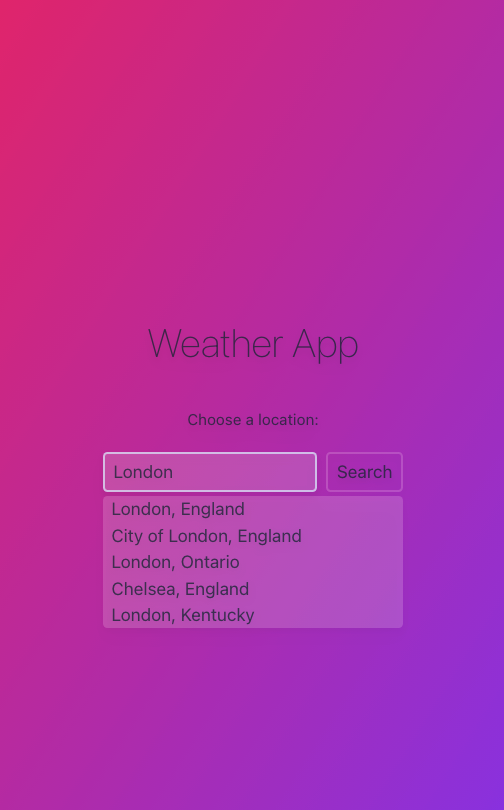 Weather App
Choose a location:
London Search
London, England
City of London, England
London, Ontario
Chelsea, England
London, Kentucky